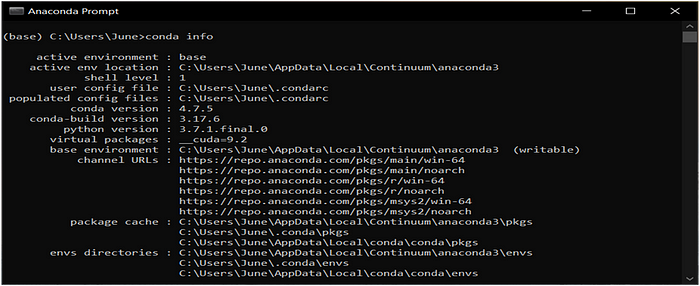 Anaconda Prompt
(base) C:\Users\June>conda info
active environment : base
active env location : C:\Users\June\AppData\Local\Continuum\anaconda3
shell level : 1
user config file : C:\Users\June\.condarc
populated config files : C:\Users\June\.condarc
conda version : 4.7.5
conda-build version : 3.17.6
python version : 3.7.1.final.0
virtual packages : __cuda=9.2
base environment : C:\Users\June\AppData\Local\Continuum\anaconda3  (writable)
channel URLs : https://repo.anaconda.com/pkgs/main/win-64
https://repo.anaconda.com/pkgs/main/noarch
https://repo.anaconda.com/pkgs/r/win-64
https://repo.anaconda.com/pkgs/r/noarch
https://repo.anaconda.com/pkgs/msys2/win-64
https://repo.anaconda.com/pkgs/msys2/noarch
package cache : C:\Users\June\AppData\Local\Continuum\anaconda3\pkgs
C:\Users\June\.conda\pkgs
C:\Users\June\AppData\Local\conda\conda\pkgs
envs directories : C:\Users\June\AppData\Local\Continuum\anaconda3\envs
C:\Users\June\.conda\envs
C:\Users\June\AppData\Local\conda\conda\envs